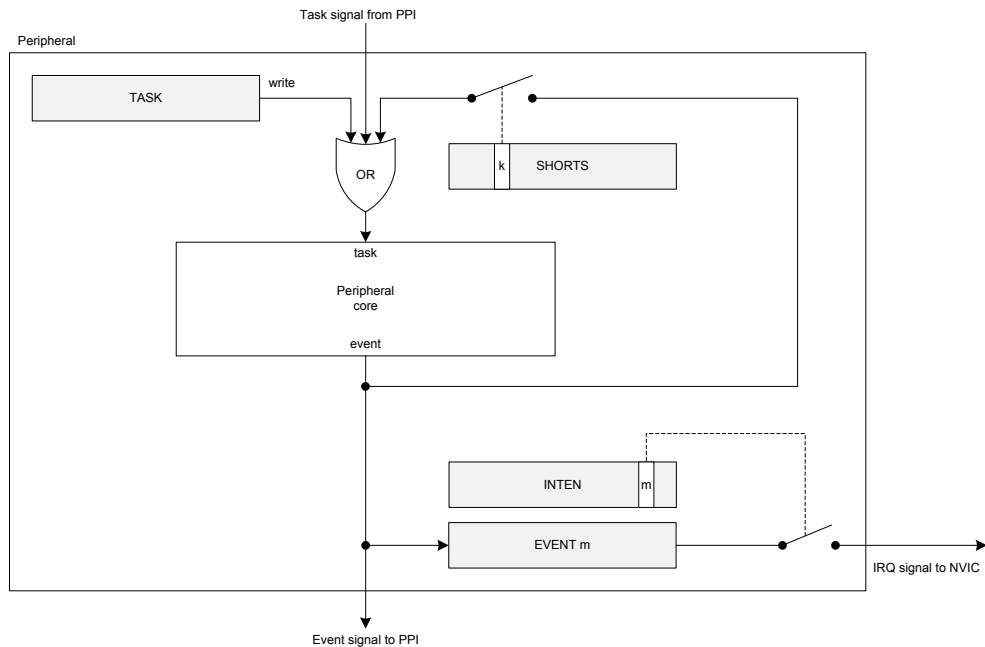 Task signal from PPI
Peripheral
write
TASK
k
SHORTS
OR
task
Peripheral
core
event
INTEN
m
EVENT m
IRQ signal to NVIC
Event signal to PPI